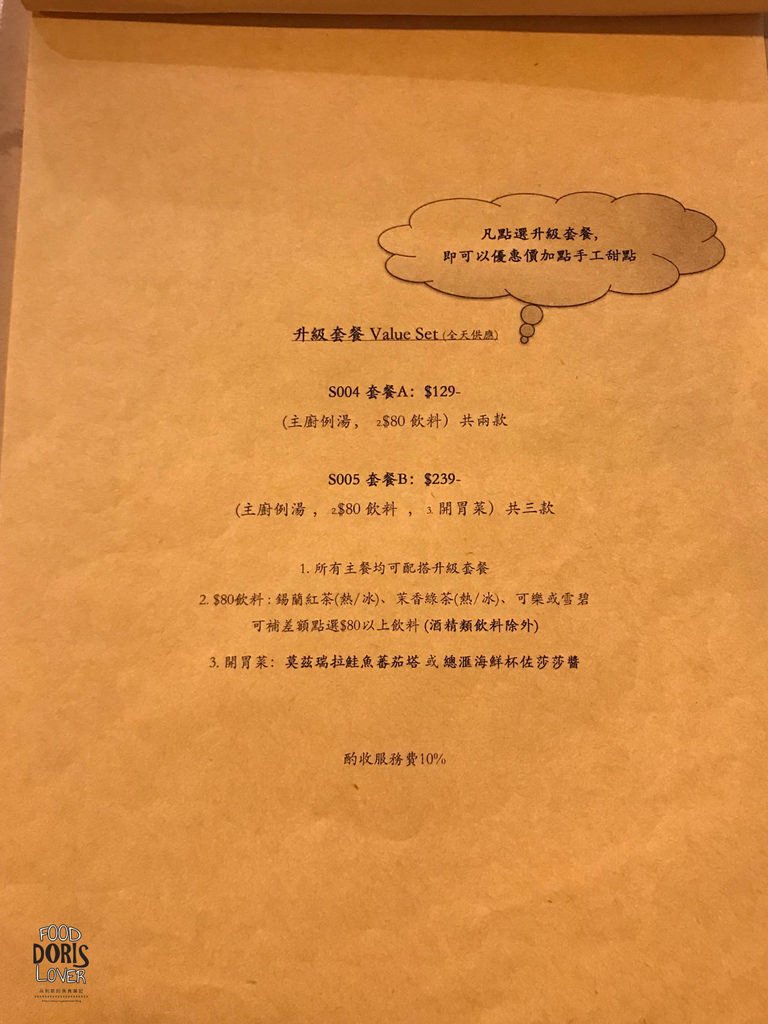 凡點選升級套餐,
即可以優惠價加點手工甜點
升級套餐 Value Set (全天供應)
S004 套餐A: $129-
(主廚例湯, 2.$80 飲料) 共兩款
S005 套餐B: $239-
(主廚例湯, 2.$80 飲料, 3. 開胃菜) 共三款
1. 所有主餐均可配搭升級套餐
2. $80飲料: 錫蘭紅茶(熱/冰)、茉香綠茶(熱/冰)、可樂或雪碧
可補差額點選$80以上飲料 (酒精類飲料除外)
3. 開胃菜: 莫茲瑞拉鮭魚蕃茄塔 或 總滙海鮮杯佐莎莎醬
酌收服務費10%
FOOD
DORIS
LOVER